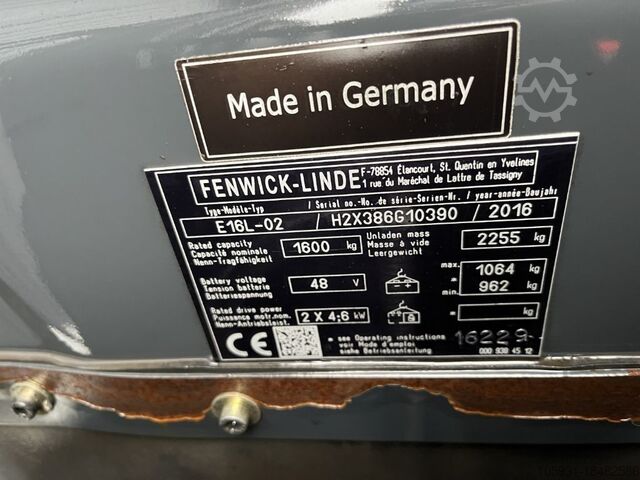 Made in Germany
FENWICK-LINDE F-78854 Élancourt, St. Quentin en Yvelines
1 rue du Maréchal de Lattre de Tassigny
Type-Modèle-Typ / Serial no.-No. de série-Serien-Nr. / year-année-Baujahr
E16L-02 / H2X386G10390 / 2016
Rated capacity
Capacité nominale
Nenn-Tragfähigkeit
1600 kg
Unladen mass
Masse à vide
Leergewicht
2255 kg
Battery voltage
Tension batterie
Batteriespannung
48 V
max. 1064 kg
min. 962 kg
Rated drive power
Puissance motr.nom.
Nenn-Antriebsleist.
2 X 4,6 kW
* = kg
CE
* see Operating instructions
voir Mode d'emploi
siehe Betriebsanleitung
16229
000 938 45 12